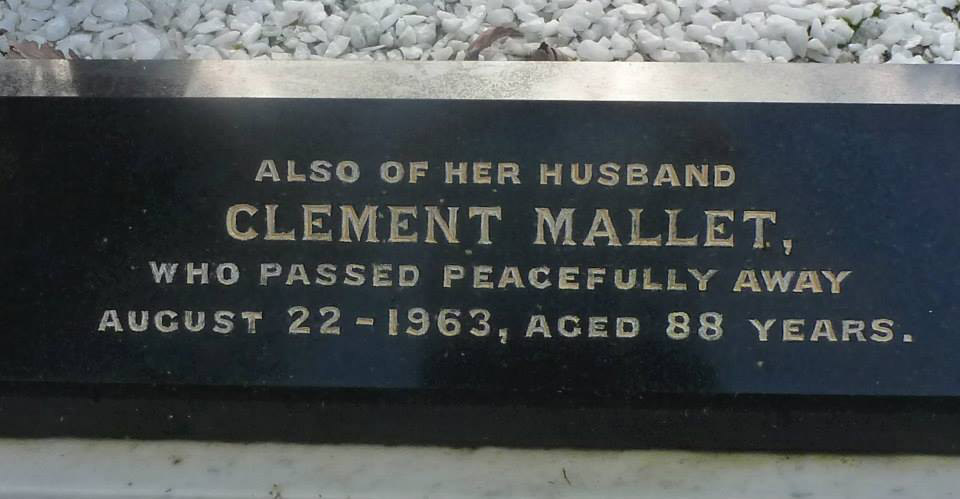 ALSO OF HER HUSBAND
CLEMENT MALLET,
WHO PASSED PEACEFULLY AWAY
AUGUST 22-1963, AGED 88 YEARS.